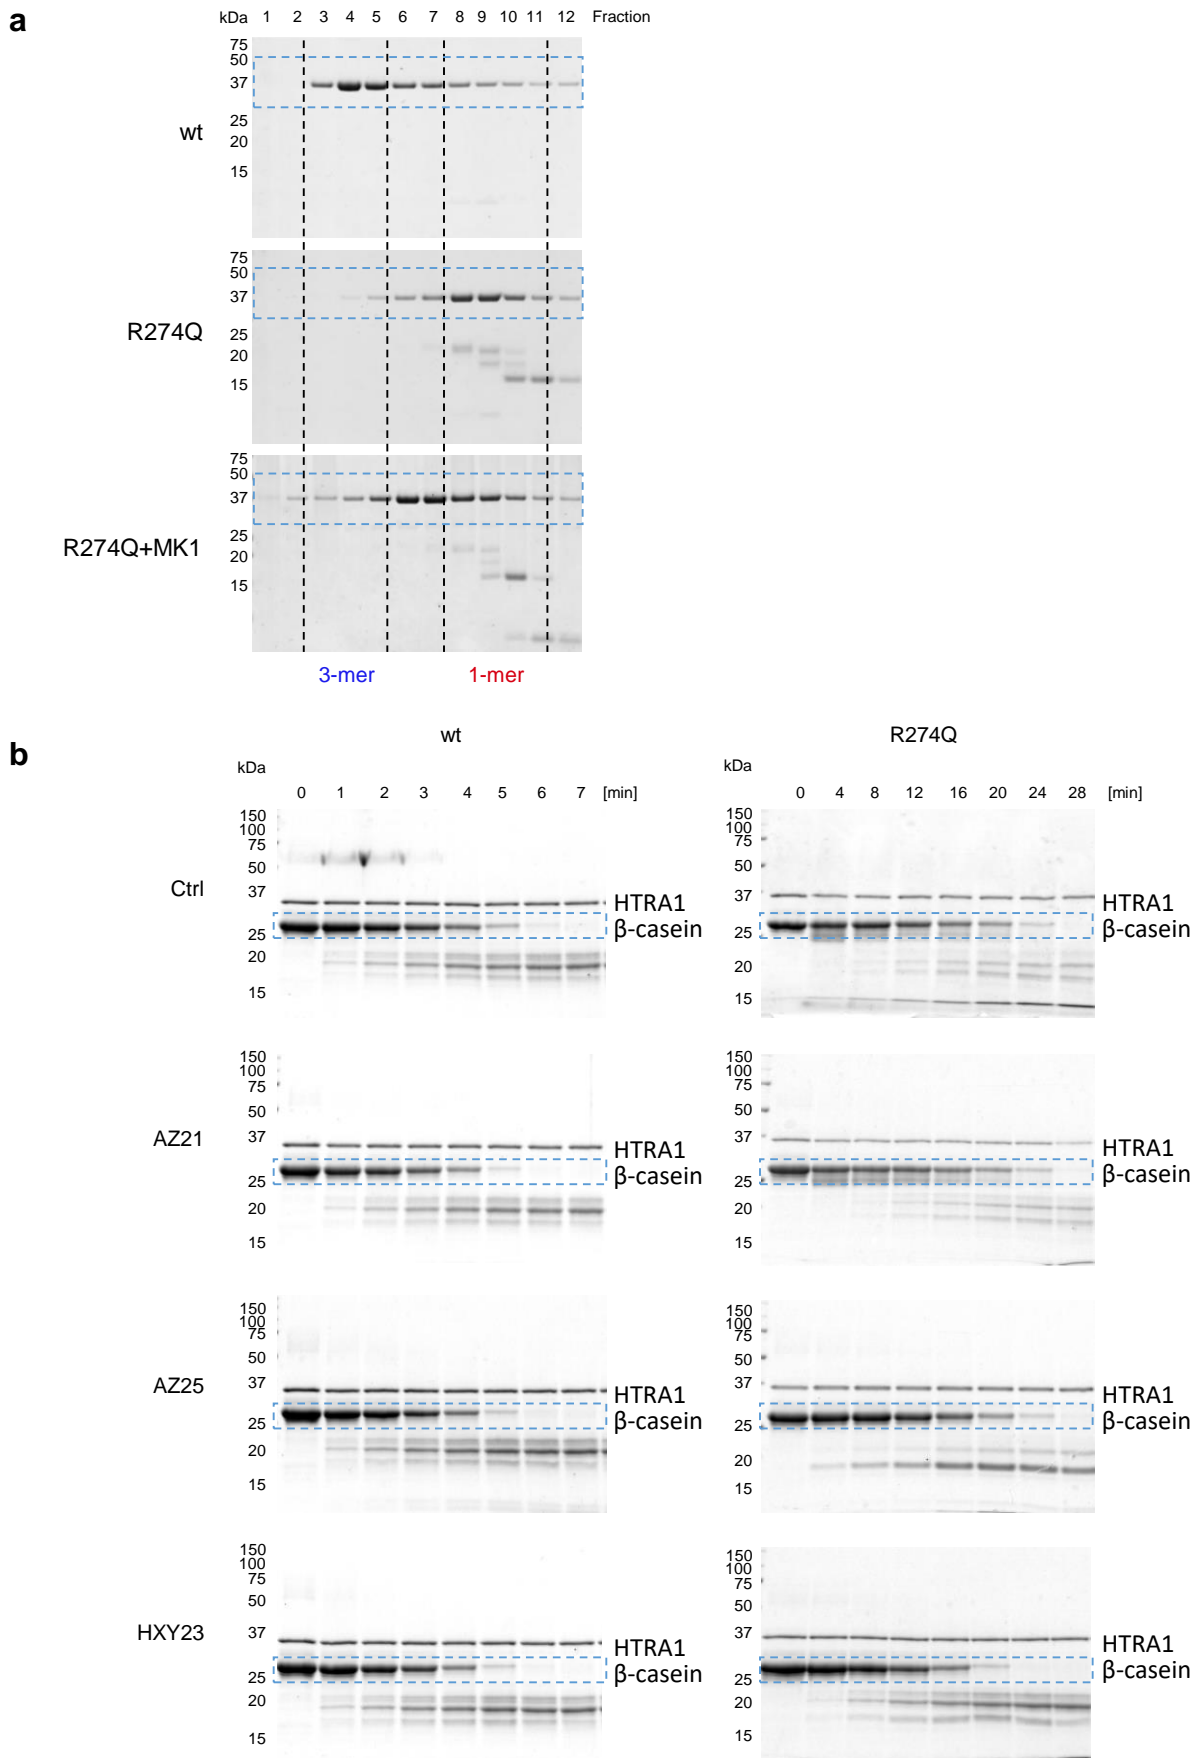 a
kDa 1 2 3 4 5 6 7 8 9 10 11 12 Fraction
75
50
37
25
20
15
wt
75
50
37
25
20
15
R274Q
75
50
37
25
20
15
R274Q+MK1
3-mer 1-mer
b
wt R274Q
kDa kDa
0 1 2 3 4 5 6 7 [min] 0 4 8 12 16 20 24 28 [min]
Ctrl
150
100
75
50
37
25
20
15
HTRA1
β-casein
150
100
75
50
37
25
20
15
HTRA1
β-casein
AZ21
150
100
75
50
37
25
20
15
HTRA1
β-casein
150
100
75
50
37
25
20
15
HTRA1
β-casein
AZ25
150
100
75
50
37
25
20
15
HTRA1
β-casein
150
100
75
50
37
25
20
15
HTRA1
β-casein
HXY23
150
100
75
50
37
25
20
15
HTRA1
β-casein
150
100
75
50
37
25
20
15
HTRA1
β-casein